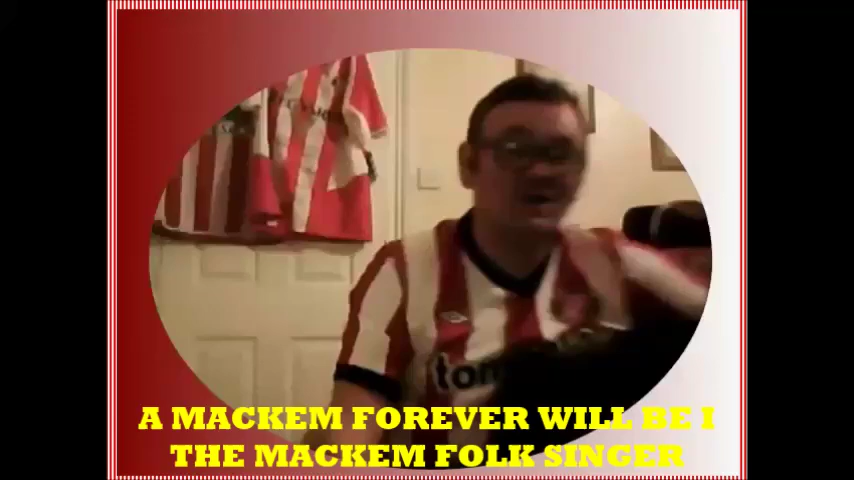 A MACKEM FOREVER WILL BE I
THE MACKEM FOLK SINGER